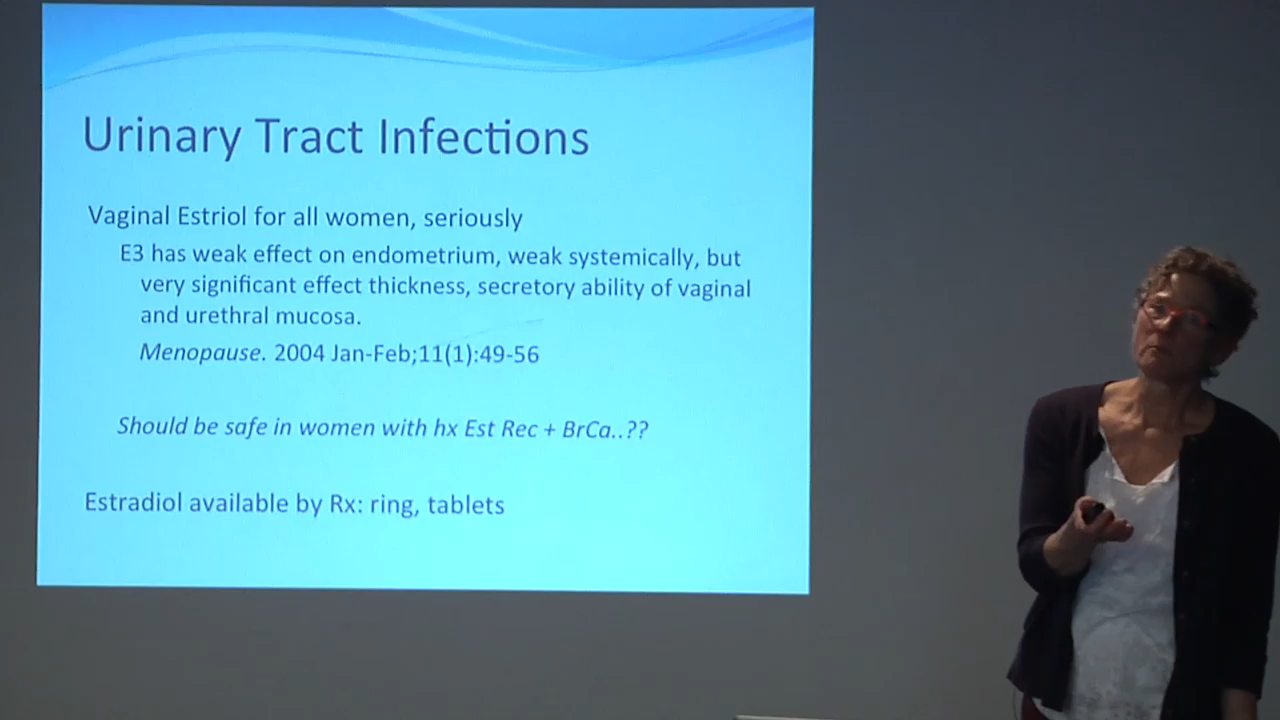 Urinary Tract Infections
Vaginal Estriol for all women, seriously
E3 has weak effect on endometrium, weak systemically, but
very significant effect thickness, secretory ability of vaginal
and urethral mucosa.
Menopause. 2004 Jan-Feb;11(1):49-56
Should be safe in women with hx Est Rec + BrCa..??
Estradiol available by Rx: ring, tablets